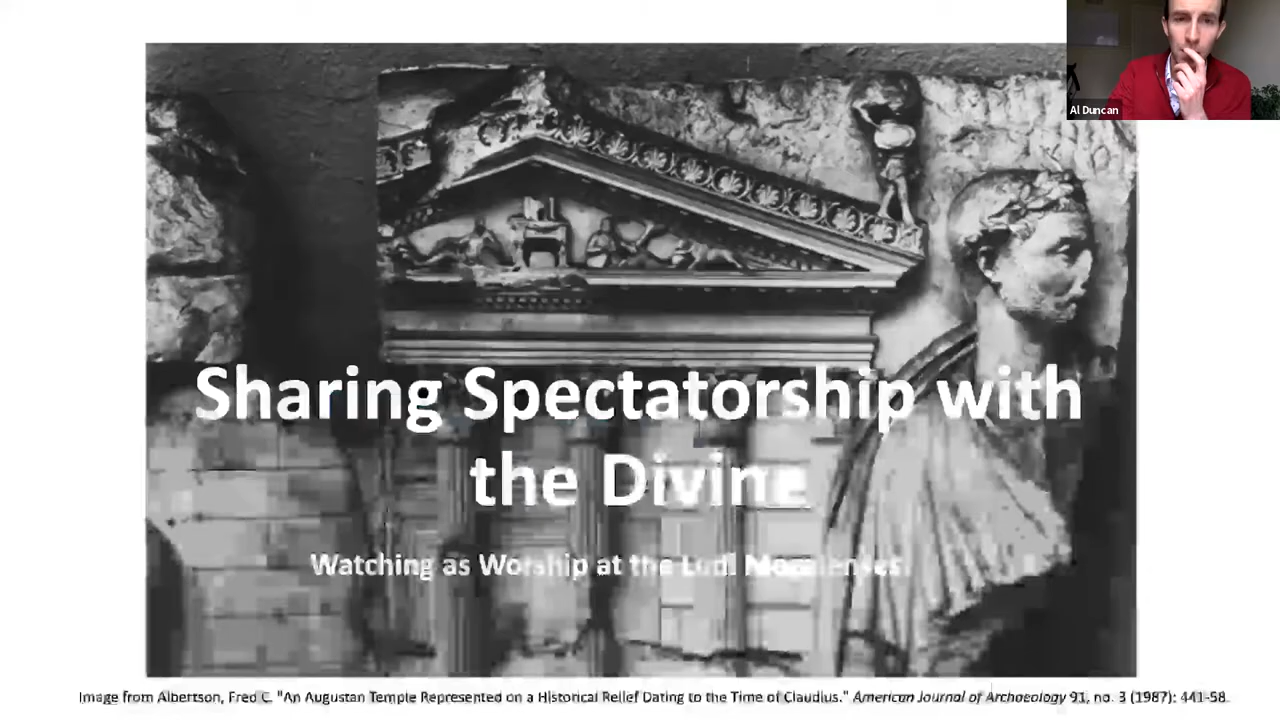 Al Duncan
Sharing Spectatorship with
the Divine
Watching as Worship at the Ludi
Image from Albertson, Fred C. "An Augustan Temple Represented on a Historical Relief Dating to the Time of Claudius." American Journal of Archaeology 91, no. 3 (1987): 441-58.